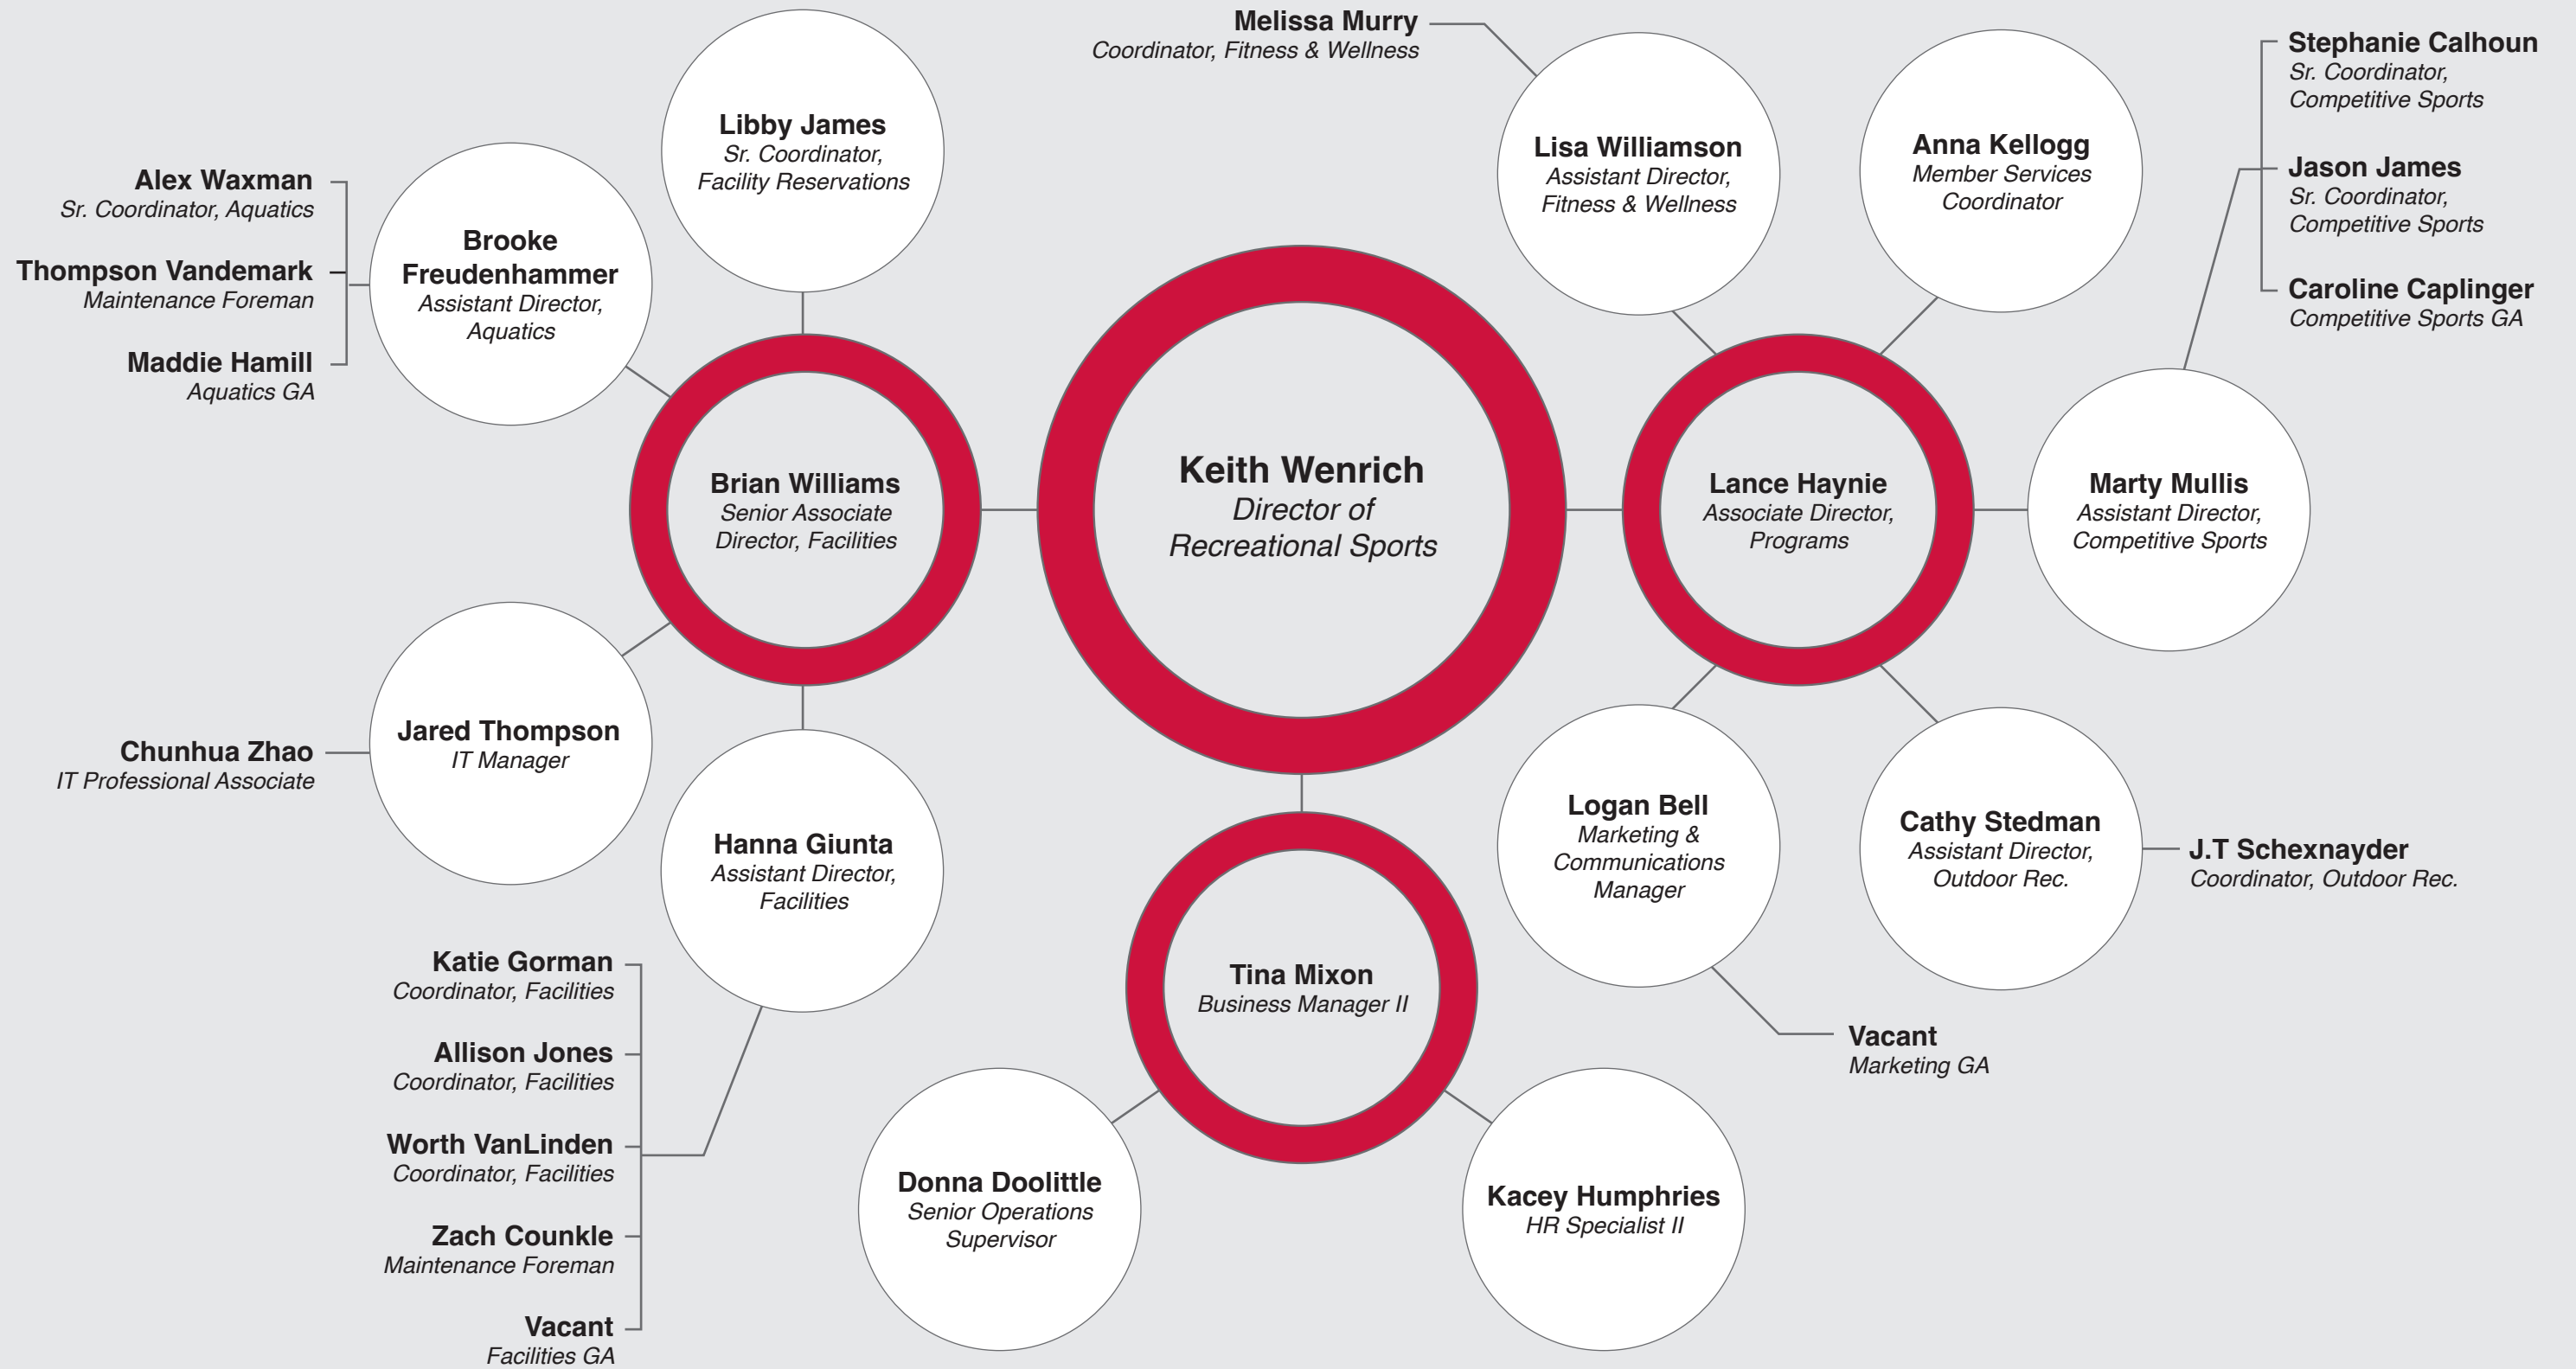 Melissa Murry
Coordinator, Fitness & Wellness
Stephanie Calhoun
Sr. Coordinator,
Competitive Sports
Jason James
Sr. Coordinator,
Competitive Sports
Caroline Caplinger
Competitive Sports GA
Libby James
Sr. Coordinator,
Facility Reservations
Lisa Williamson
Assistant Director,
Fitness & Wellness
Anna Kellogg
Member Services
Coordinator
Alex Waxman
Sr. Coordinator, Aquatics
Thompson Vandemark
Maintenance Foreman
Maddie Hamill
Aquatics GA
Brooke
Freudenhammer
Assistant Director,
Aquatics
Brian Williams
Senior Associate
Director, Facilities
Keith Wenrich
Director of
Recreational Sports
Lance Haynie
Associate Director,
Programs
Marty Mullis
Assistant Director,
Competitive Sports
Chunhua Zhao
IT Professional Associate
Jared Thompson
IT Manager
Hanna Giunta
Assistant Director,
Facilities
Logan Bell
Marketing &
Communications
Manager
Cathy Stedman
Assistant Director,
Outdoor Rec.
J.T Schexnayder
Coordinator, Outdoor Rec.
Katie Gorman
Coordinator, Facilities
Allison Jones
Coordinator, Facilities
Worth VanLinden
Coordinator, Facilities
Zach Counkle
Maintenance Foreman
Vacant
Facilities GA
Tina Mixon
Business Manager II
Vacant
Marketing GA
Donna Doolittle
Senior Operations
Supervisor
Kacey Humphries
HR Specialist II